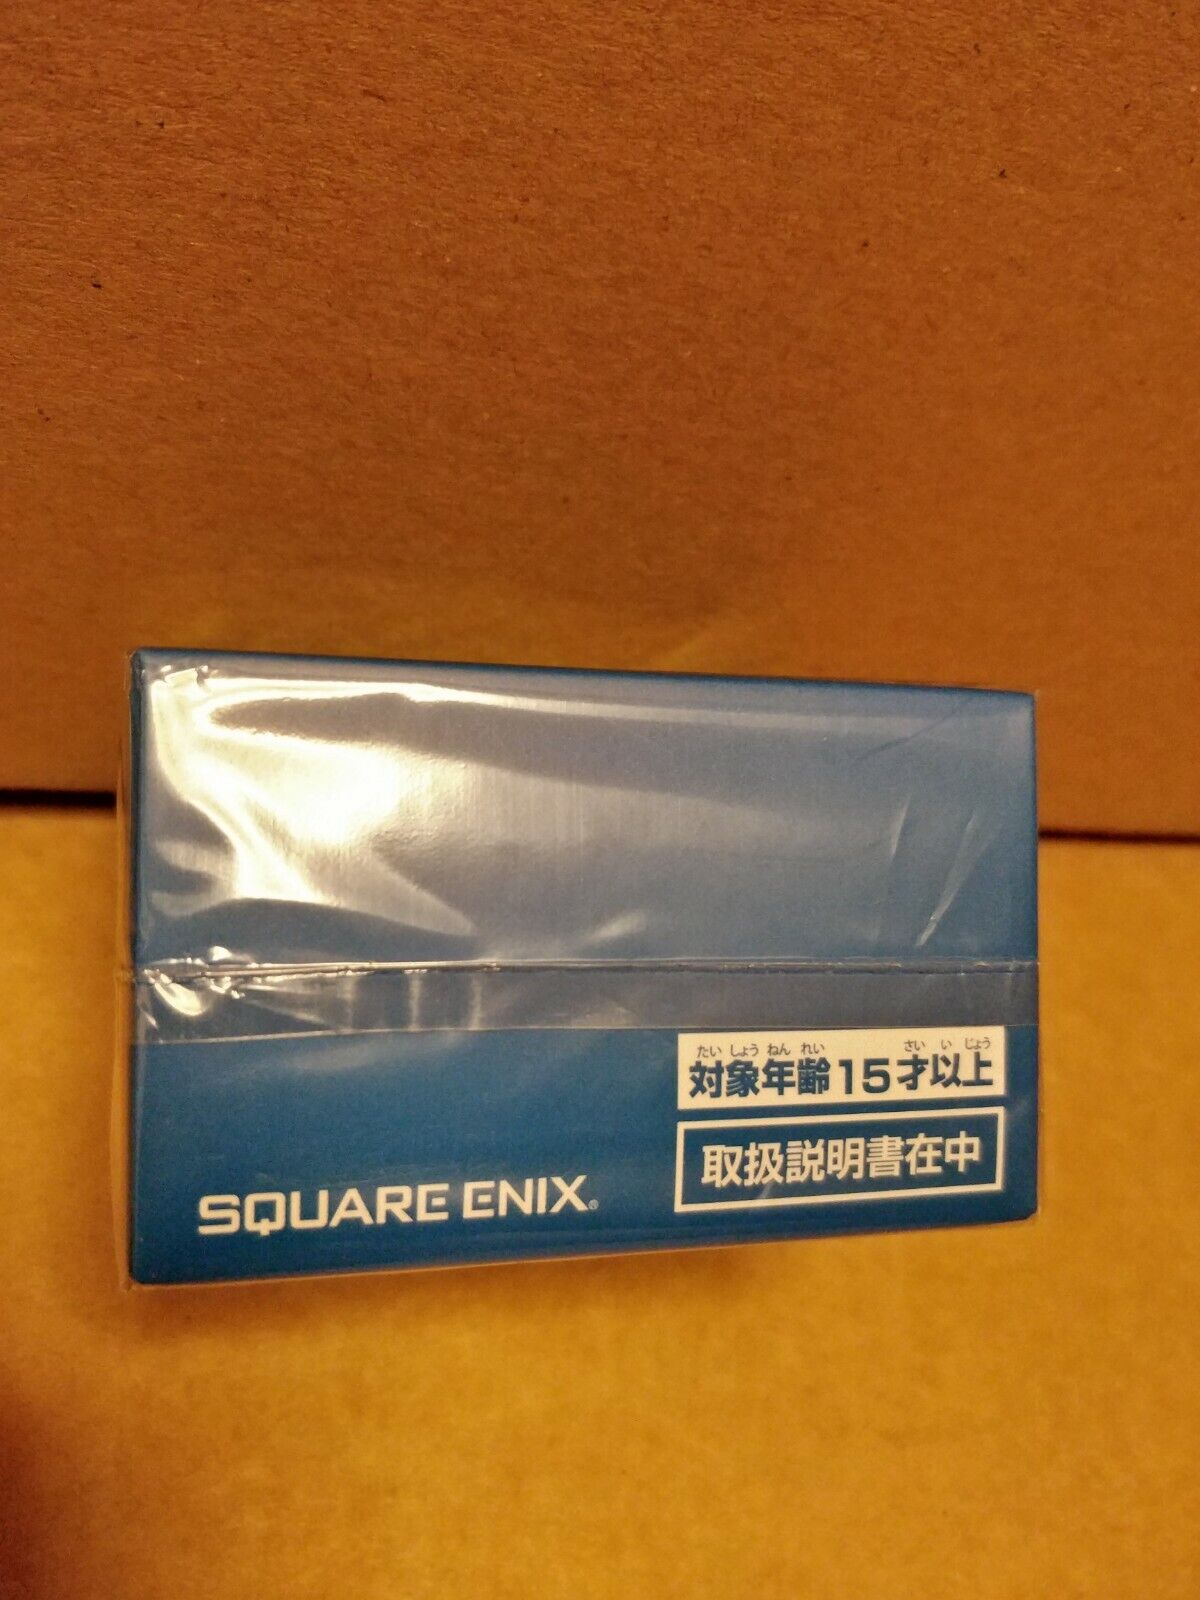 たい しょう ねん れい さい い じょう
対象年齢15才以上
取扱説明書在中
SQUARE ENIX®